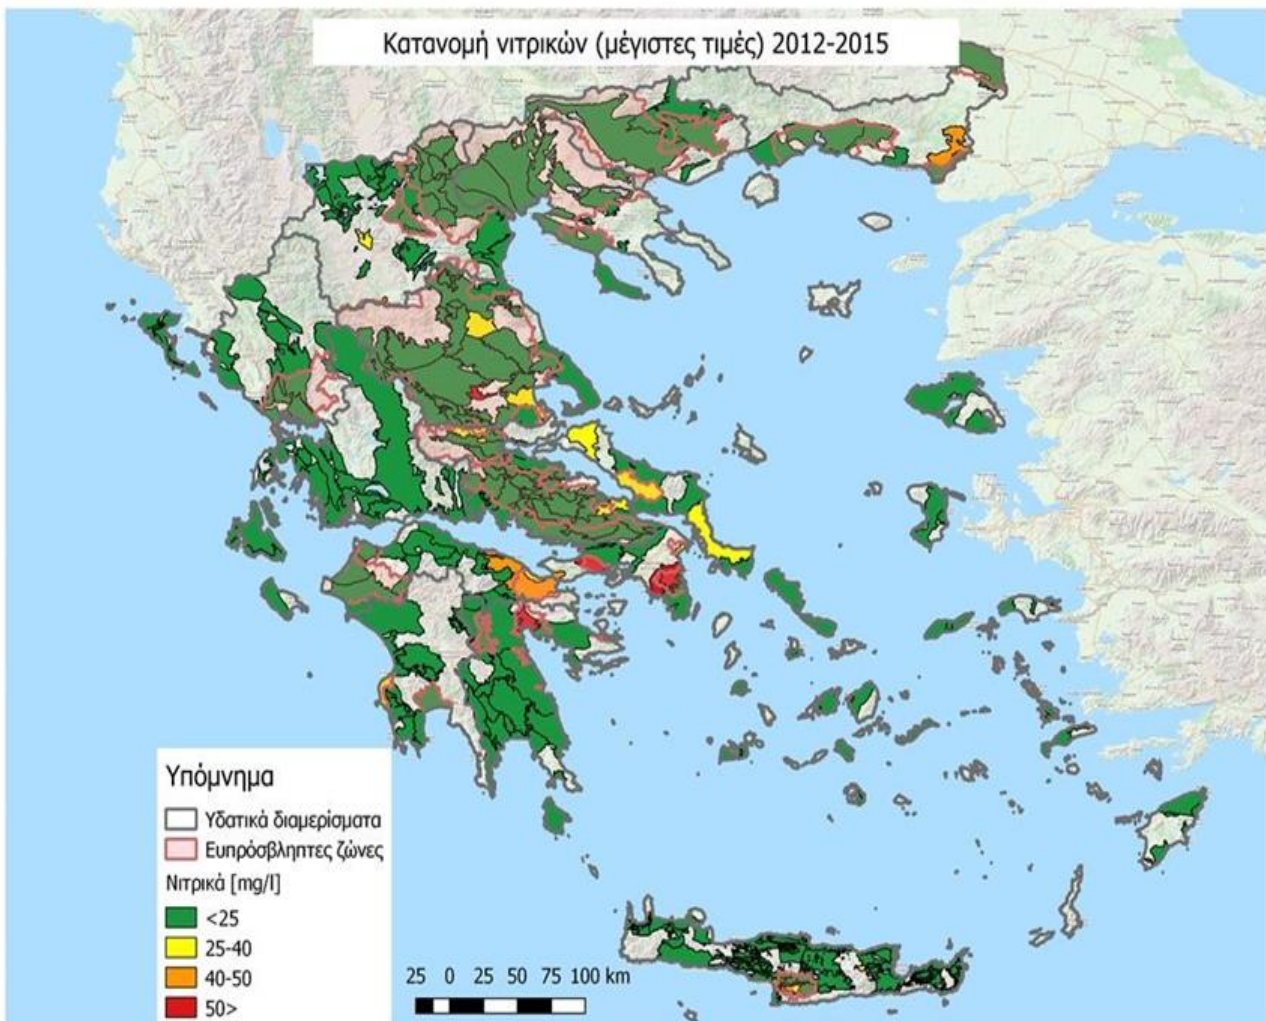 Κατανομή νιτρικών (μέγιστες τιμές) 2012-2015
Υπόμνημα
Υδατικά διαμερίσματα
Ευπρόσβλητες ζώνες
Νιτρικά [mg/l]
<25
25-40
40-50
50>
25 0 25 50 75 100 km